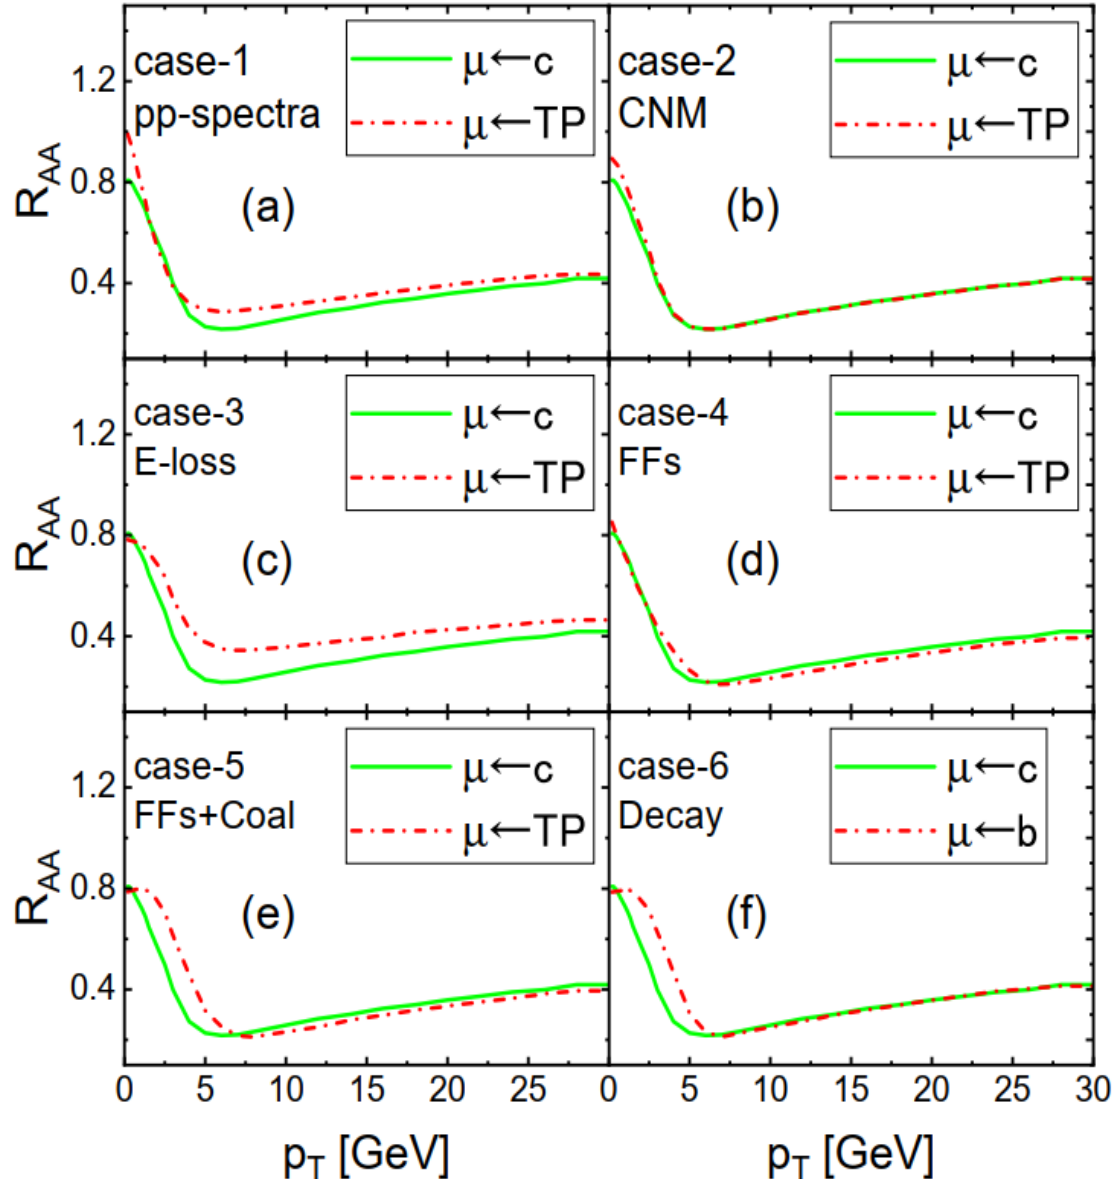 case-1
pp-spectra
μ←c
μ←TP
(a)
case-2
CNM
μ←c
μ←TP
(b)
R_AA
1.2
0.8
0.4
case-3
E-loss
μ←c
μ←TP
(c)
case-4
FFs
μ←c
μ←TP
(d)
R_AA
1.2
0.8
0.4
case-5
FFs+Coal
μ←c
μ←TP
(e)
case-6
Decay
μ←c
μ←b
(f)
R_AA
1.2
0.8
0.4
0 5 10 15 20 25 0 5 10 15 20 25 30
p_T [GeV] p_T [GeV]